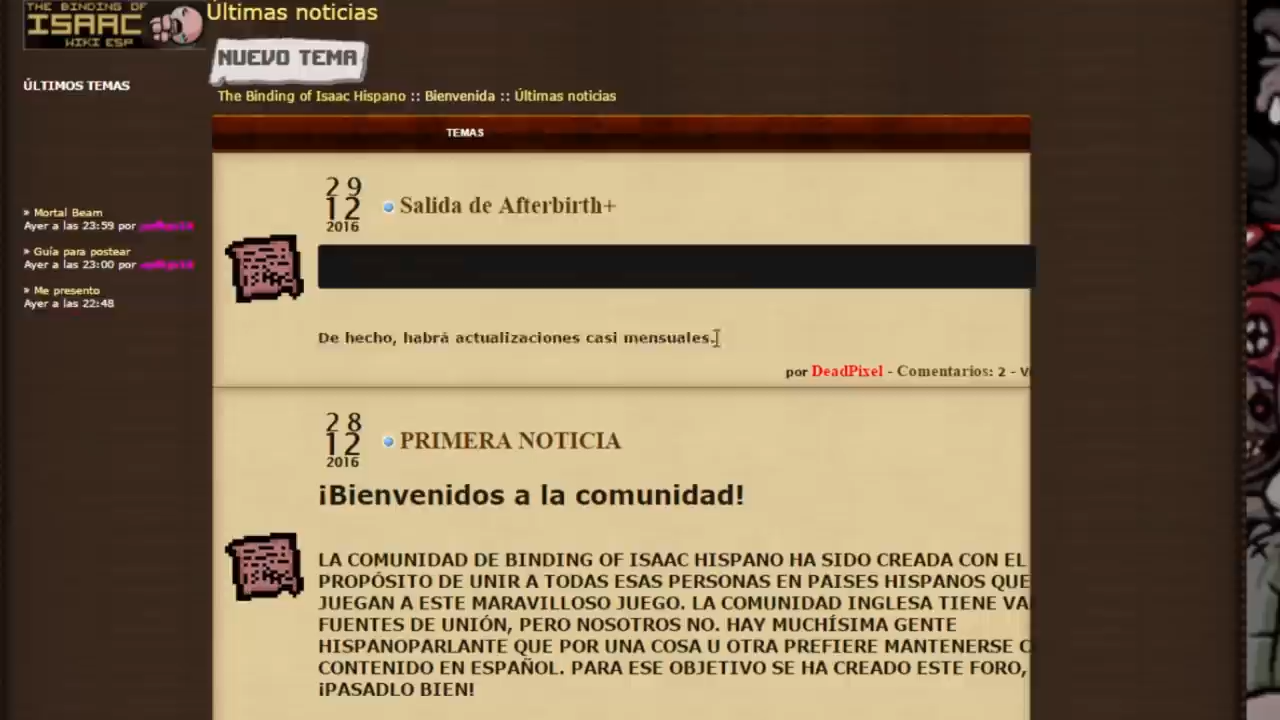 THE BINDING OF
ISAAC
WIKI ESP
Últimas noticias
NUEVO TEMA
ÚLTIMOS TEMAS
The Binding of Isaac Hispano :: Bienvenida :: Últimas noticias
TEMAS
29
12
2016
Salida de Afterbirth+
» Mortal Beam
Ayer a las 23:59 por
» Guía para postear
Ayer a las 23:00 por
» Me presento
Ayer a las 22:48
De hecho, habrá actualizaciones casi mensuales.
por DeadPixel - Comentarios: 2 -
28
12
2016
PRIMERA NOTICIA
¡Bienvenidos a la comunidad!
LA COMUNIDAD DE BINDING OF ISAAC HISPANO HA SIDO CREADA CON EL
PROPÓSITO DE UNIR A TODAS ESAS PERSONAS EN PAISES HISPANOS QUE
JUEGAN A ESTE MARAVILLOSO JUEGO. LA COMUNIDAD INGLESA TIENE
FUENTES DE UNIÓN, PERO NOSOTROS NO. HAY MUCHÍSIMA GENTE
HISPANOPARLANTE QUE POR UNA COSA U OTRA PREFIERE MANTENERSE
CONTENIDO EN ESPAÑOL. PARA ESE OBJETIVO SE HA CREADO ESTE FORO,
¡PASADLO BIEN!